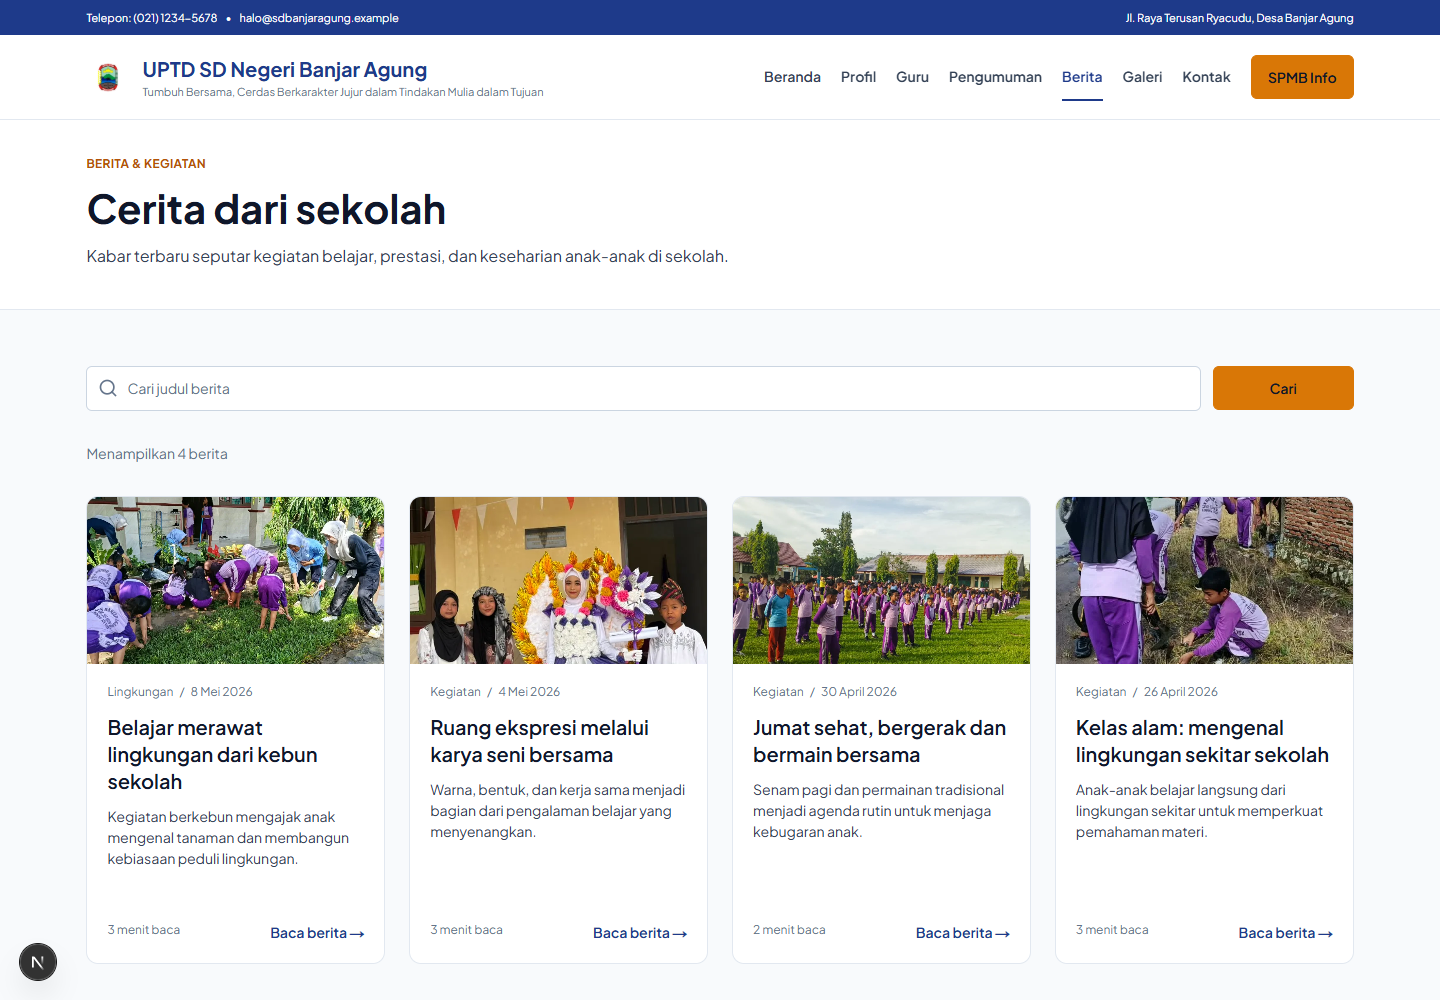 Telepon: (021) 1234-5678 • halo@sdbanjaragung.example
Jl. Raya Terusan Ryacudu, Desa Banjar Agung
UPTD SD Negeri Banjar Agung
Tumbuh Bersama, Cerdas Berkarakter Jujur dalam Tindakan Mulia dalam Tujuan
Beranda Profil Guru Pengumuman Berita Galeri Kontak SPMB Info
BERITA & KEGIATAN
Cerita dari sekolah
Kabar terbaru seputar kegiatan belajar, prestasi, dan keseharian anak-anak di sekolah.
Cari judul berita
Cari
Menampilkan 4 berita
Lingkungan / 8 Mei 2026
Belajar merawat
lingkungan dari kebun
sekolah
Kegiatan berkebun mengajak anak
mengenal tanaman dan membangun
kebiasaan peduli lingkungan.
3 menit baca
Baca berita →
Kegiatan / 4 Mei 2026
Ruang ekspresi melalui
karya seni bersama
Warna, bentuk, dan kerja sama menjadi
bagian dari pengalaman belajar yang
menyenangkan.
3 menit baca
Baca berita →
Kegiatan / 30 April 2026
Jumat sehat, bergerak dan
bermain bersama
Senam pagi dan permainan tradisional
menjadi agenda rutin untuk menjaga
kebugaran anak.
2 menit baca
Baca berita →
Kegiatan / 26 April 2026
Kelas alam: mengenal
lingkungan sekitar sekolah
Anak-anak belajar langsung dari
lingkungan sekitar untuk memperkuat
pemahaman materi.
3 menit baca
Baca berita →
N